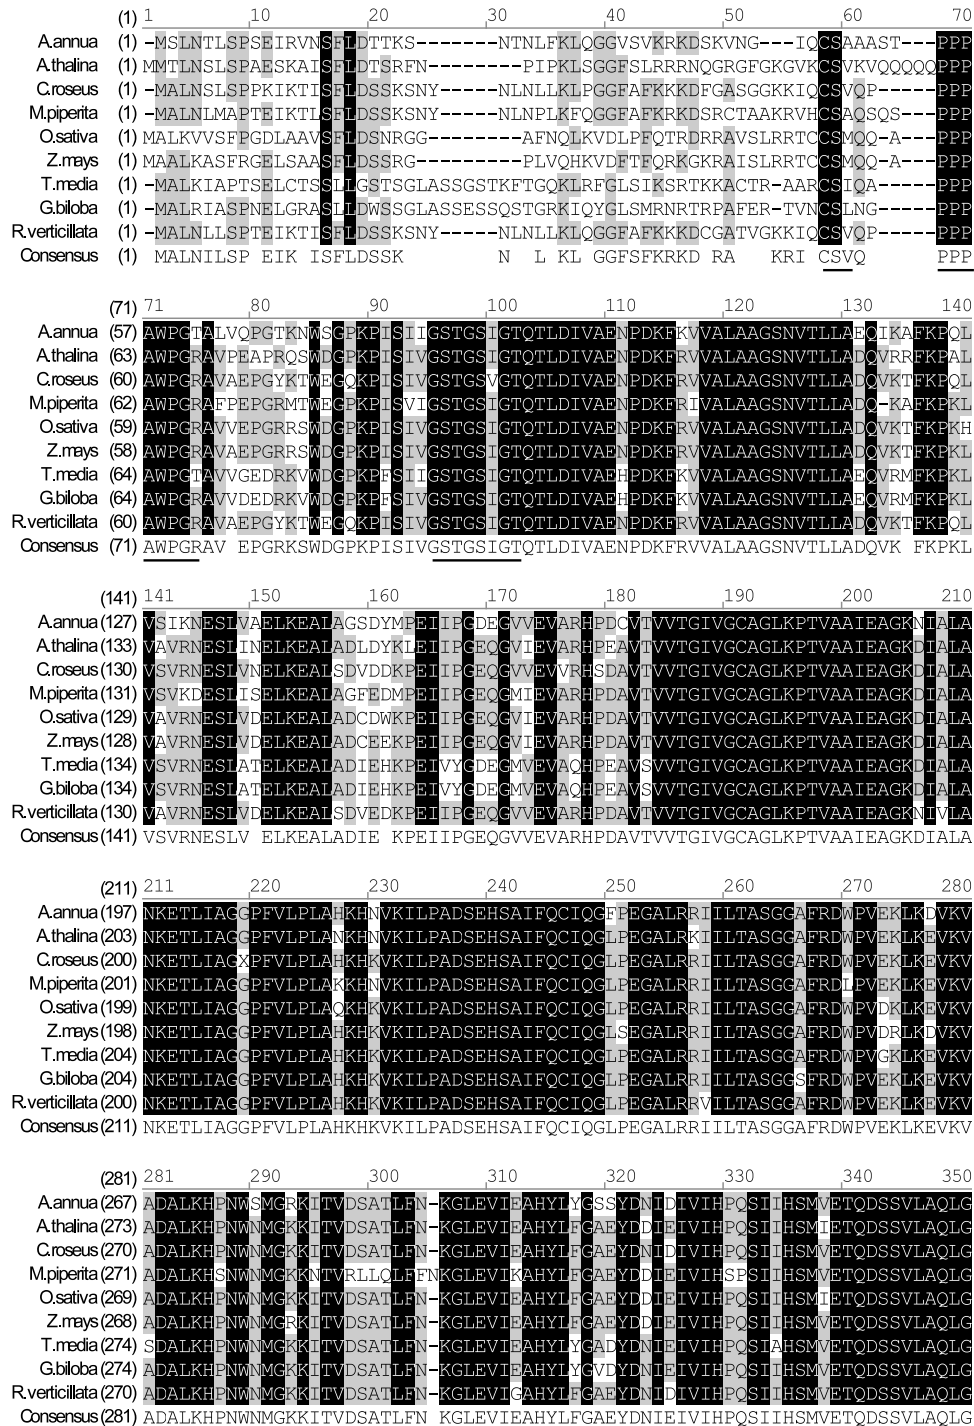 (1) 1 10 20 30 40 50 60 70
A.annua (1) -MSLNTLSPSEIRVNSFLDTTKS-------NTNLFKLQGGVSVKRKDSKVNG---IQCSAAAST---PPP
A.thalina (1) MMTLNSLSPAESKAISFLDTSRFN------PIPKLSGGFSLRRRNQGRGFGKGVKCSVKVQQQQQPPP
C.roseus (1) -MALNSLSPPKIKTISFLDSSKSNY-----NLNLLKLPGGFAFKKKDFGASGGKKIQCSVQP-----PPP
M.piperita (1) -MALNLMAPTEIKTLSFLDSSKSNY-----NLNPLKFQGGFAFKRKDSRCTAAKRVHCSAQSQS---PPP
O.sativa (1) MALKVVSFPGDLAAVSFLDSNRGG------AFNQLKVDLPFQTRDRRAVSLRRTCCSMQQ-A----PPP
Z.mays (1) MAALKASFRGELSAASFLDSSRG-------PLVQHKVDFTFQRKGKRAISLRRTCCSMQQ-A----PPP
T.media (1) -MALKIAPTSELCTSSLLGSTSGLASSGSTKFTGQKLRFGLSIKSRTKKACTR-AARCSIQA-----PPP
G.biloba (1) -MALRIASPNELGRASLLDWSSGLASSESSQSTGRKIQYGLSMRNRTRPAFER-TVNCSLNG-----PPP
R.verticillata (1) -MALNLLSPTEIKTISFLDSSKSNY-----NLNLLKLQGGFAFKKKDCGATVGKKIQCSVQP-----PPP
Consensus (1) MALNILSP EIK ISFLDSSK N L KL GGFSFKRKD RA KRI CSVQ PPP
(71) 71 80 90 100 110 120 130 140
A.annua (57) AWPGTALVQPGTKNWSGPKPISILGSTGSIGTQTLDIVAENPDKFKVVALAAGSNVTLLAEQIKAFKPQL
A.thalina (63) AWPGRAVPEAPRQSWDGPKPISIVGSTGSIGTQTLDIVAENPDKFRVVALAAGSNVTLLADQVRRFKPAL
C.roseus (60) AWPGRAVAEPGYKTWEGQKPISIVGSTGSVGTQTLDIVAENPDKFRVVALAAGSNVTLLADQVKTFKPQL
M.piperita (62) AWPGRAFPEPGRMTWEGPKPISVIGSTGSIGTQTLDIVAENPDKFRIVALAAGSNVTLLADQ-KAFKPKL
O.sativa (59) AWPGRAVVEPGRRSWDGPKPISIVGSTGSIGTQTLDIVAENPDKFRVVALAAGSNVTLLADQVKTFKPKH
Z.mays (58) AWPGRAVAEPGRRSWDGPKPISIVGSTGSIGTQTLDIVAENPDKFRVVALAAGSNVTLLADQVKTFKPKL
T.media (64) AWPGTAVVGEDRKVWDGPKPFSIIGSTGSIGTQTLDIVAEHPDKFKVVALAAGSNVTLLAEQVRMFKPKL
G.biloba (64) AWPGRAVVDEDRKVWDGPKPFSIVGSTGSIGTQTLDIVAEHPDKFKVVALAAGSNVTLLAEQVRMFKPKL
R.verticillata (60) AWPGRAVAEPGYKTWEGQKPISIVGSTGSIGTQTLDIVAENPDKFRVVALAAGSNVTLLADQVKTFKPQL
Consensus (71) AWPGRAV EPGRKSWDGPKPISIVGSTGSIGTQTLDIVAENPDKFRVVALAAGSNVTLLADQVK FKPKL
(141) 141 150 160 170 180 190 200 210
A.annua (127) VSIKNESLVAELKEALAGSDYMPEIIPGDEGVVEVARHPDCVTVVTGIVGCAGLKPTVAAIEAGKNIALA
A.thalina (133) VAVRNESLINELKEALADLDYKLEIIPGEQGVIEVARHPEAVTVVTGIVGCAGLKPTVAAIEAGKDIALA
C.roseus (130) VSVRNESLVNELKEALSDVDDKPEIIPGEQGVVEVVRHSDAVTVVTGIVGCAGLKPTVAAIEAGKDIALA
M.piperita (131) VSVKDESLISELKEALAGFEDMPEIIPGEQGMIEVARHPDAVTVVTGIVGCAGLKPTVAAIEAGKDIALA
O.sativa (129) VAVRNESLVDELKEALADCDWKPEIIPGEQGVIEVARHPDAVTVVTGIVGCAGLKPTVAAIEAGKDIALA
Z.mays (128) VAVRNESLVDELKEALADCEEKPEIIPGEQGVIEVARHPDAVTVVTGIVGCAGLKPTVAAIEAGKDIALA
T.media (134) VSVRNESLATELKEALADIEHKPEIVYGDEGMVEVAQHPEAVSVVTGIVGCAGLKPTVAAIEAGKDIALA
G.biloba (134) VSVRNESLATELKEALADIEHKPEIVYGDEGMVEVAQHPEAVSVVTGIVGCAGLKPTVAAIEAGKDIALA
R.verticillata (130) VAVRDESLVDELKEALSDVEDKPEIIPGEQGVVEVARHPDAVTVVTGIVGCAGLKPTVAAIEAGKNIVLA
Consensus (141) VSVRNESLV ELKEALADIE KPEIIPGEQGVVEVARHPDAVTVVTGIVGCAGLKPTVAAIEAGKDIALA
(211) 211 220 230 240 250 260 270 280
A.annua (197) NKETLIAGGPFVLPLAHKHNVKILPADSEHSAIFQCIQGFPEGALRRIILTASGGAFRDWPVEKLKDVKV
A.thalina (203) NKETLIAGGPFVLPLANKHNVKILPADSEHSAIFQCIQGLPEGALRKIILTASGGAFRDWPVEKLKEVKV
C.roseus (200) NKETLIAGXPFVLPLAHKHKVKILPADSEHSAIFQCIQGLPEGALRRIILTASGGAFRDWPVEKLKEVKV
M.piperita (201) NKETLIAGGPFVLPLAKKHNVKILPADSEHSAIFQCIQGLPEGALRRIILTASGGAFRDLPVEKLKEVKV
O.sativa (199) NKETLIAGGPFVLPLAQKHKVKILPADSEHSAIFQCIQGLPEGALRRIILTASGGAFRDWPVDKLKEVKV
Z.mays (198) NKETLIAGGPFVLPLAHKHKVKILPADSEHSAIFQCIQGLSEGALRRIILTASGGAFRDWPVDRLKDVKV
T.media (204) NKETLIAGGPFVLPLAHKHKVKILPADSEHSAIFQCIQGLPEGALRRIILTASGGAFRDWPVGKLKEVKV
G.biloba (204) NKETLIAGGPFVLPLAHKHKVKILPADSEHSAIFQCIQGLPEGALRRIILTASGGSFRDWPVEKLKEVKV
R.verticillata (200) NKETLIAGGPFVLPLAHKHKVKILPADSEHSAIFQCIQGLPEGALRRVILTASGGAFRDWPVEKLKEVKV
Consensus (211) NKETLIAGGPFVLPLAHKHKVKILPADSEHSAIFQCIQGLPEGALRRIILTASGGAFRDWPVEKLKEVKV
(281) 281 290 300 310 320 330 340 350
A.annua (267) ADALKHPNWSMGRKITVDSATLFN-KGLEVIEAHYLYGSSYDNIDIVIHPQSIIHSMVETQDSSVLAQLG
A.thalina (273) ADALKHPNWNMGKKITVDSATLFN-KGLEVIEAHYLFGAEYDDIEIVIHPQSIIHSMIETQDSSVLAQLG
C.roseus (270) ADALKHPNWNMGKKITVDSATLFN-KGLEVIEAHYLFGAEYDNIDIVIHPQSIIHSMVETQDSSVLAQLG
M.piperita (271) ADALKHSNWNMGKKNTVRLLQLFFNKGLEVIKAHYLFGAEYDDIEIVIHSPSIIHSMVETQDSSVLAQLG
O.sativa (269) ADALKHPNWNMGKKITVDSATLFN-KGLEVIEAHYLFGAEYDDIEIVIHPQSIIHSMIETQDSSVLAQLG
Z.mays (268) ADALKHPNWNMGRKITVDSATLFN-KGLEVIEAHYLFGAEYDDIEIVIHPQSIIHSMVETQDSSVLAQLG
T.media (274) SDALKHPNWNMGKKITVDSATLFN-KGLEVIEAHYLFGADYDNIEIVIHPQSIIHSMVETQDSSVLAQLG
G.biloba (274) ADALKHPNWNMGKKITVDSATLFN-KGLEVIEAHYLYGVDYDNIEIVIHPQSIIHSMVETQDSSVLAQLG
R.verticillata (270) ADALKHPNWNMGKKITVDSATLFN-KGLEVIGAHYLFGAEYDNIDIVIHPQSIIHSMVETQDSSVLAQLG
Consensus (281) ADALKHPNWNMGKKITVDSATLFN KGLEVIEAHYLFGAEYDNIEIVIHPQSIIHSMVETQDSSVLAQLG